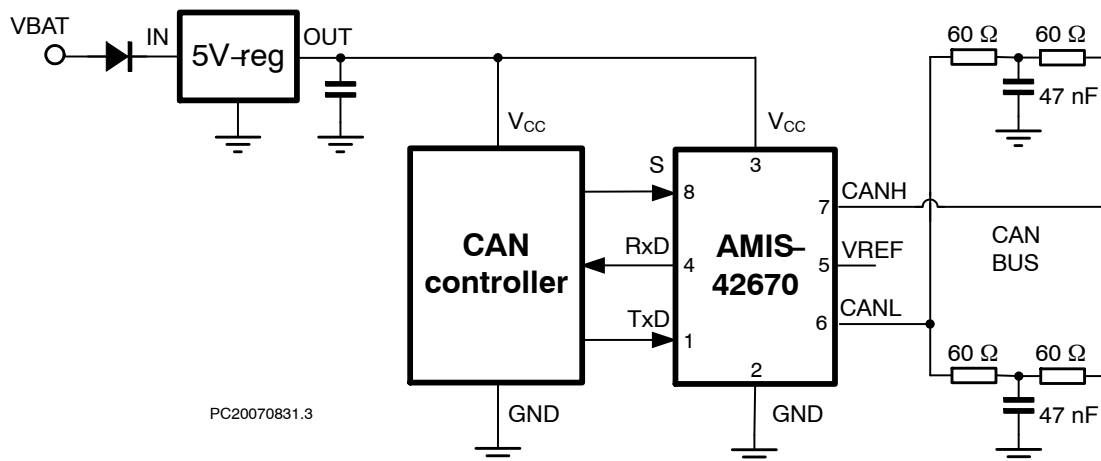 VBAT
IN
5V-reg
OUT
60 Ω
60 Ω
47 nF
VCC
VCC
S
8
3
7
CANH
CAN
controller
RxD
4
AMIS-
42670
5
VREF
CAN
BUS
TxD
1
6
CANL
2
GND
GND
60 Ω
60 Ω
47 nF
PC20070831.3